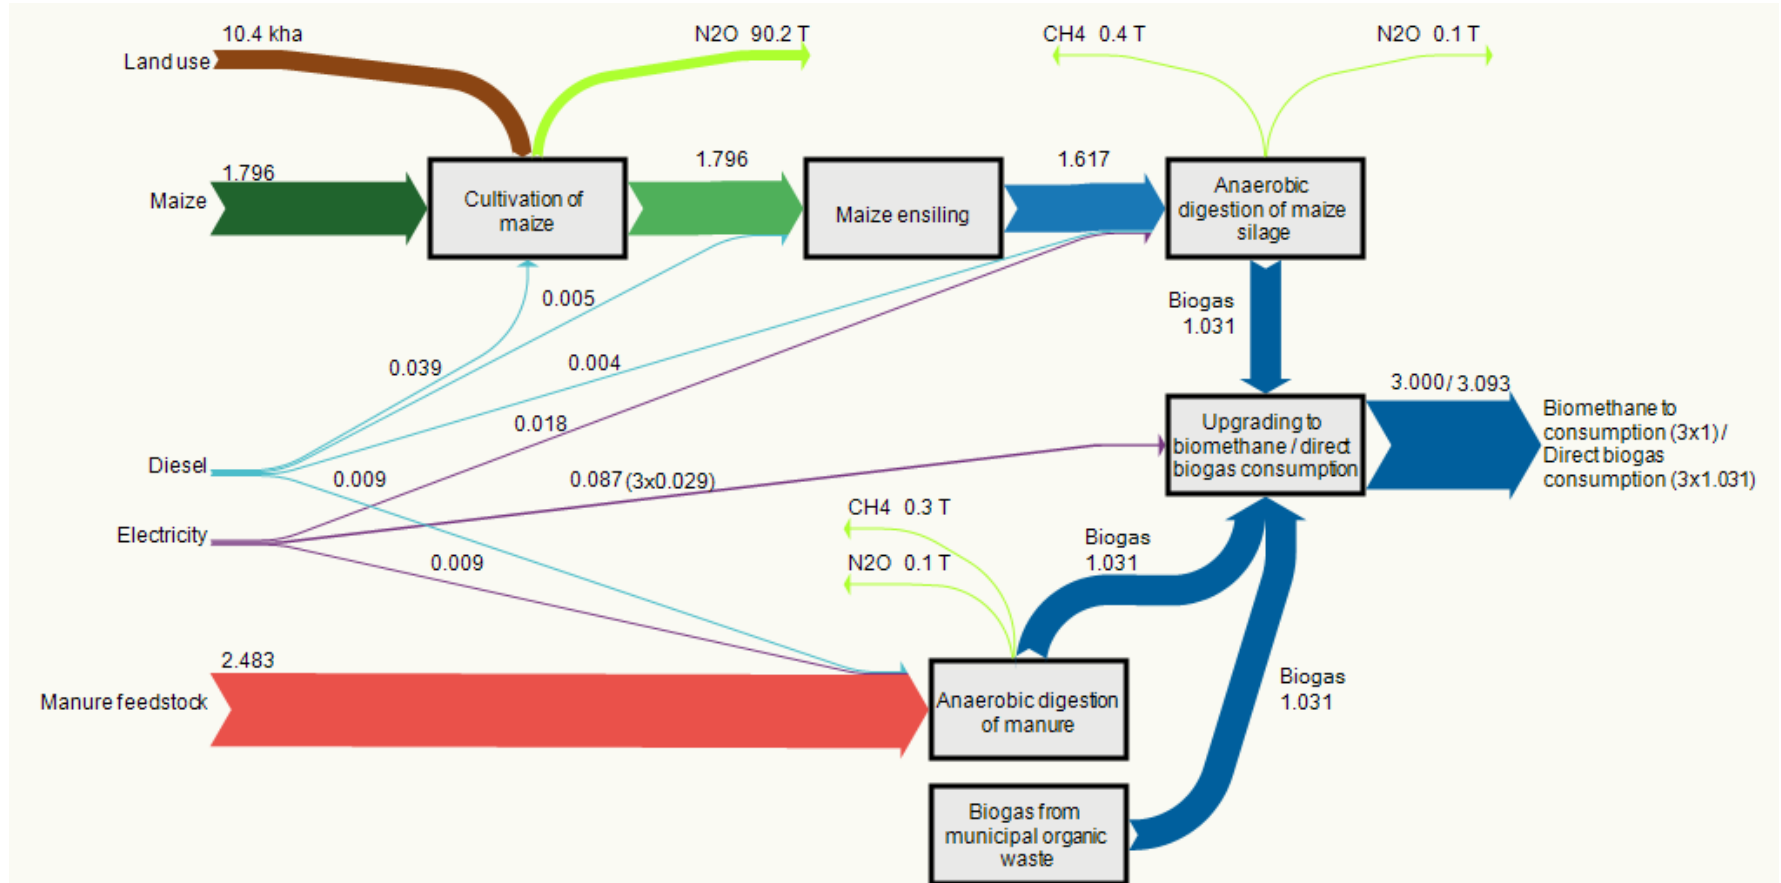 10.4 kha
Land use
N2O 90.2 T
CH4 0.4 T
N2O 0.1 T
Maize
1.796
Cultivation of
maize
1.796
Maize ensiling
1.617
Anaerobic
digestion of maize
silage
0.005
0.039
0.004
0.018
Biogas
1.031
Diesel
0.009
Electricity
0.087 (3x0.029)
0.009
Upgrading to
biomethane / direct
biogas consumption
3.000 / 3.093
Biomethane to
consumption (3x1) /
Direct biogas
consumption (3x1.031)
CH4 0.3 T
N2O 0.1 T
Biogas
1.031
2.483
Manure feedstock
Anaerobic digestion
of manure
Biogas
1.031
Biogas from
municipal organic
waste